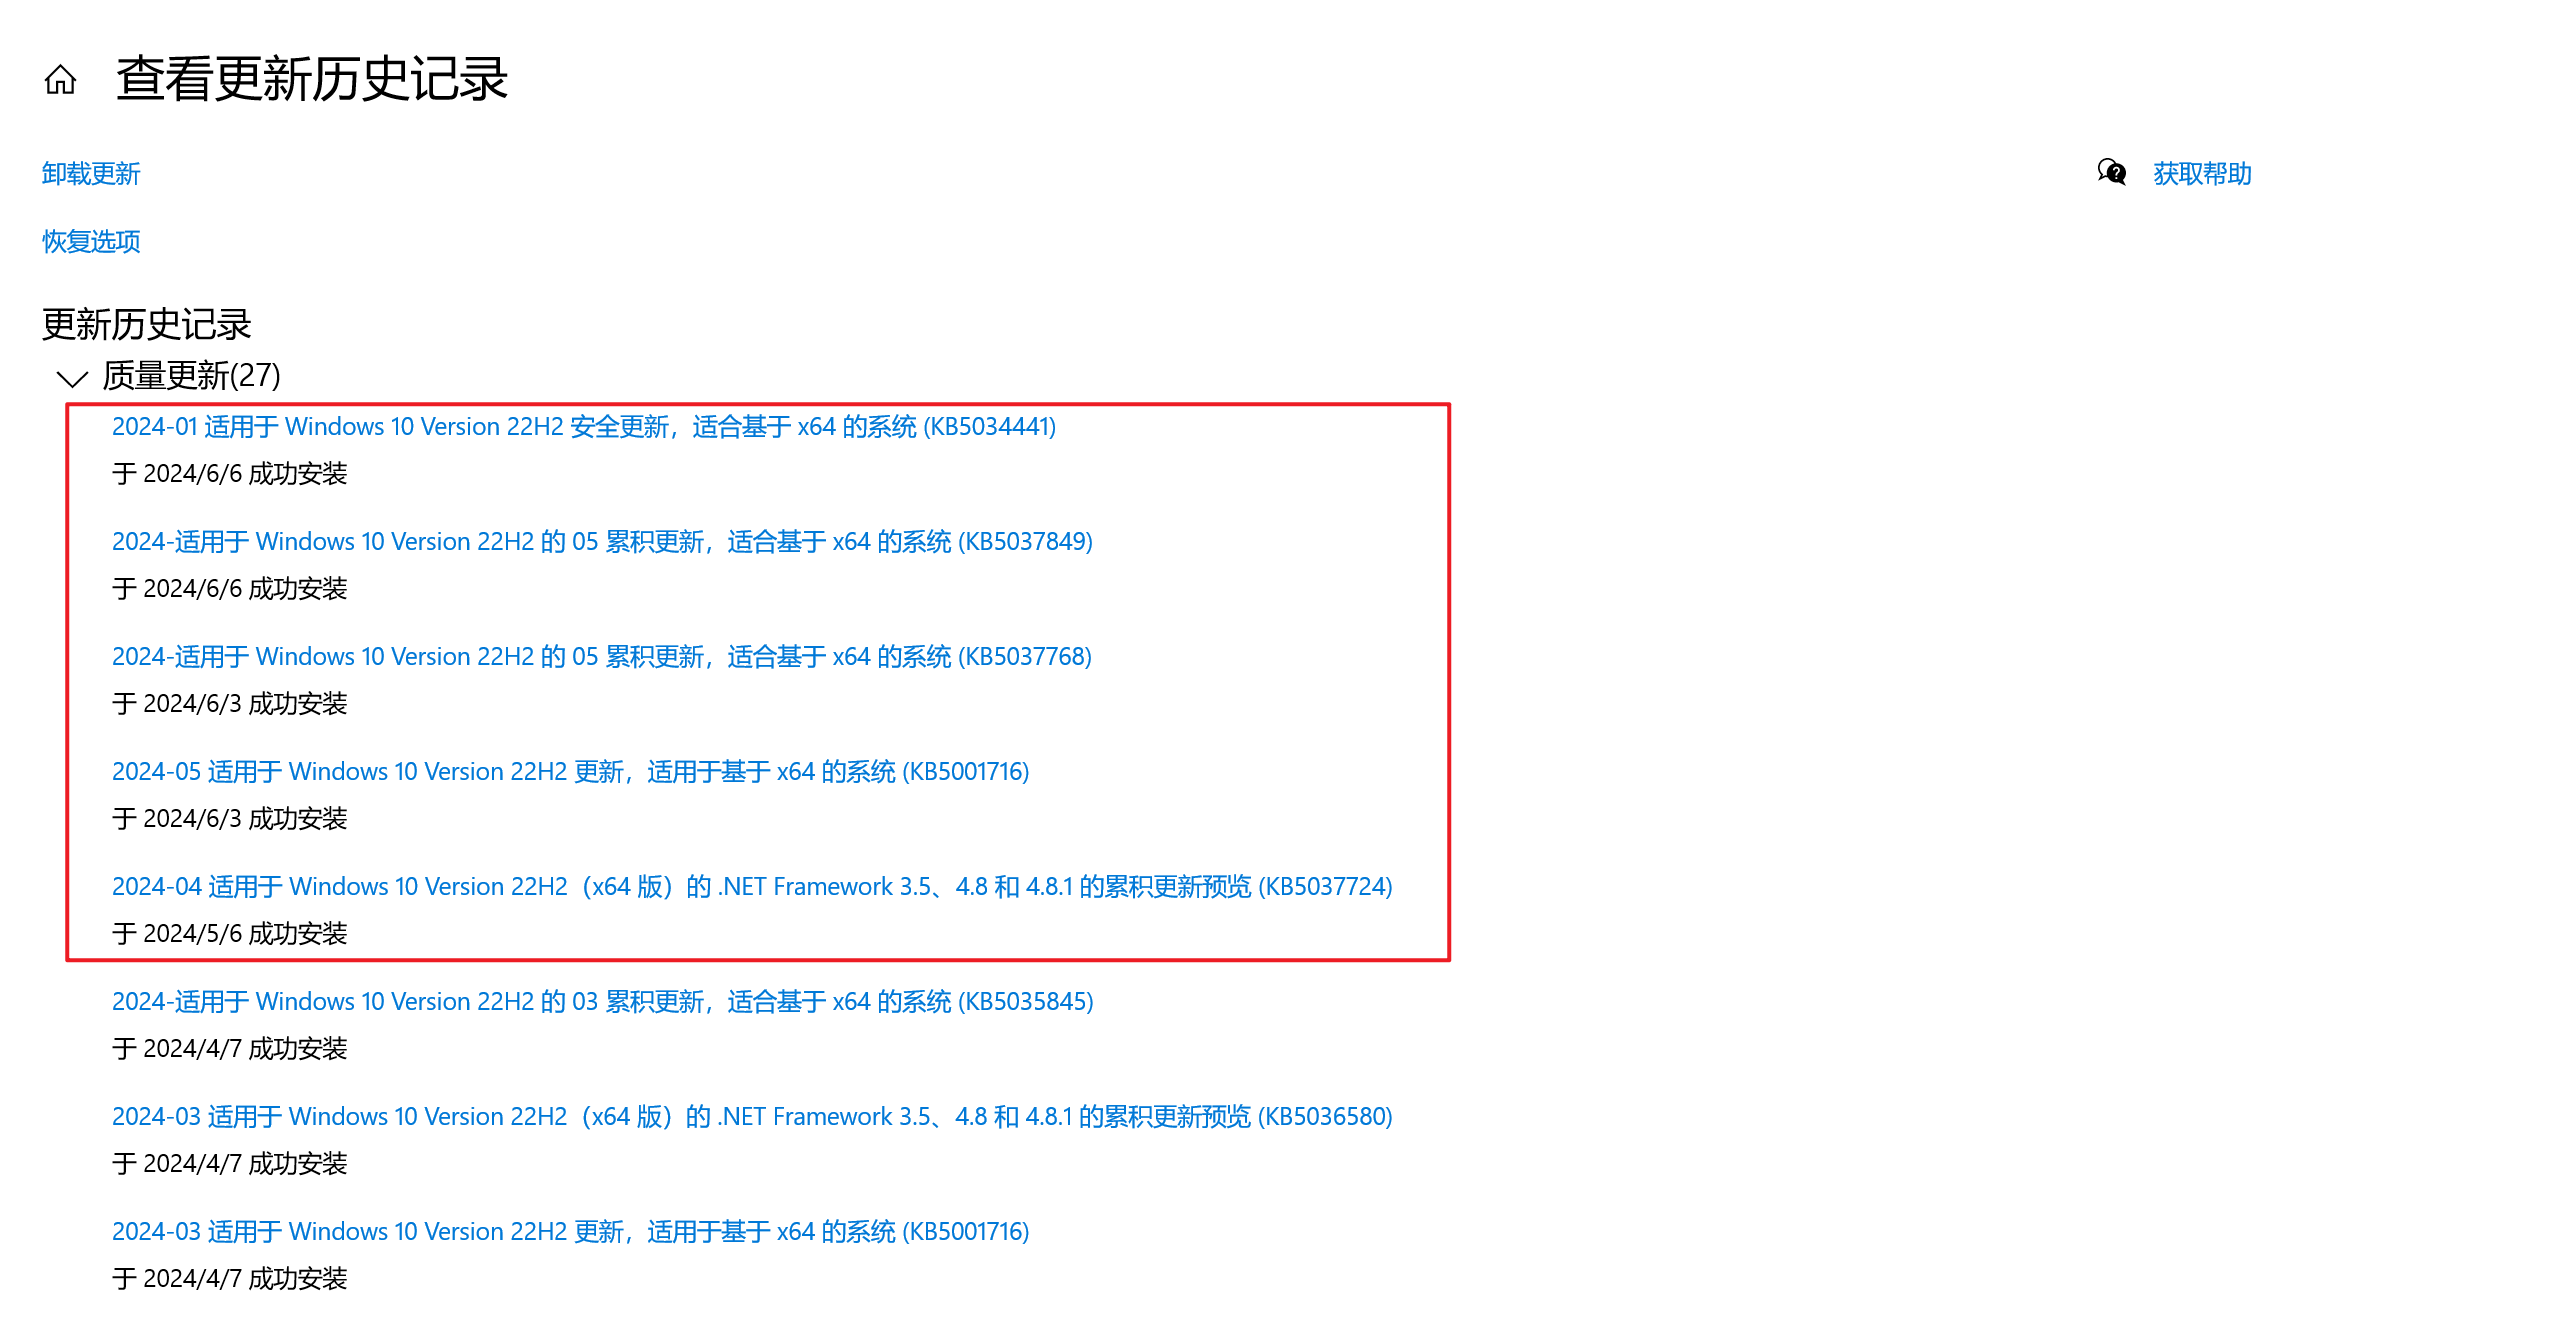 查看更新历史记录
卸载更新
获取帮助
恢复选项
更新历史记录
质量更新(27)
2024-01 适用于 Windows 10 Version 22H2 安全更新，适合基于 x64 的系统 (KB5034441)
于 2024/6/6 成功安装
2024-适用于 Windows 10 Version 22H2 的 05 累积更新，适合基于 x64 的系统 (KB5037849)
于 2024/6/6 成功安装
2024-适用于 Windows 10 Version 22H2 的 05 累积更新，适合基于 x64 的系统 (KB5037768)
于 2024/6/3 成功安装
2024-05 适用于 Windows 10 Version 22H2 更新，适用于基于 x64 的系统 (KB5001716)
于 2024/6/3 成功安装
2024-04 适用于 Windows 10 Version 22H2（x64 版）的 .NET Framework 3.5、4.8 和 4.8.1 的累积更新预览 (KB5037724)
于 2024/5/6 成功安装
2024-适用于 Windows 10 Version 22H2 的 03 累积更新，适合基于 x64 的系统 (KB5035845)
于 2024/4/7 成功安装
2024-03 适用于 Windows 10 Version 22H2（x64 版）的 .NET Framework 3.5、4.8 和 4.8.1 的累积更新预览 (KB5036580)
于 2024/4/7 成功安装
2024-03 适用于 Windows 10 Version 22H2 更新，适用于基于 x64 的系统 (KB5001716)
于 2024/4/7 成功安装